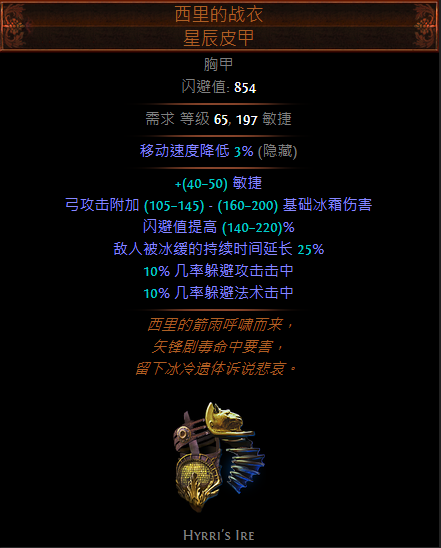 西里的战衣
星辰皮甲
胸甲
闪避值: 854
需求 等级 65, 197 敏捷
移动速度降低 3% (隐藏)
+(40–50) 敏捷
弓攻击附加 (105–145) - (160–200) 基础冰霜伤害
闪避值提高 (140–220)%
敌人被冰缓的持续时间延长 25%
10% 几率躲避攻击击中
10% 几率躲避法术击中
西里的箭雨呼啸而来，
矢锋剧毒命中要害，
留下冰冷遗体诉说悲哀。
Hyrri's Ire